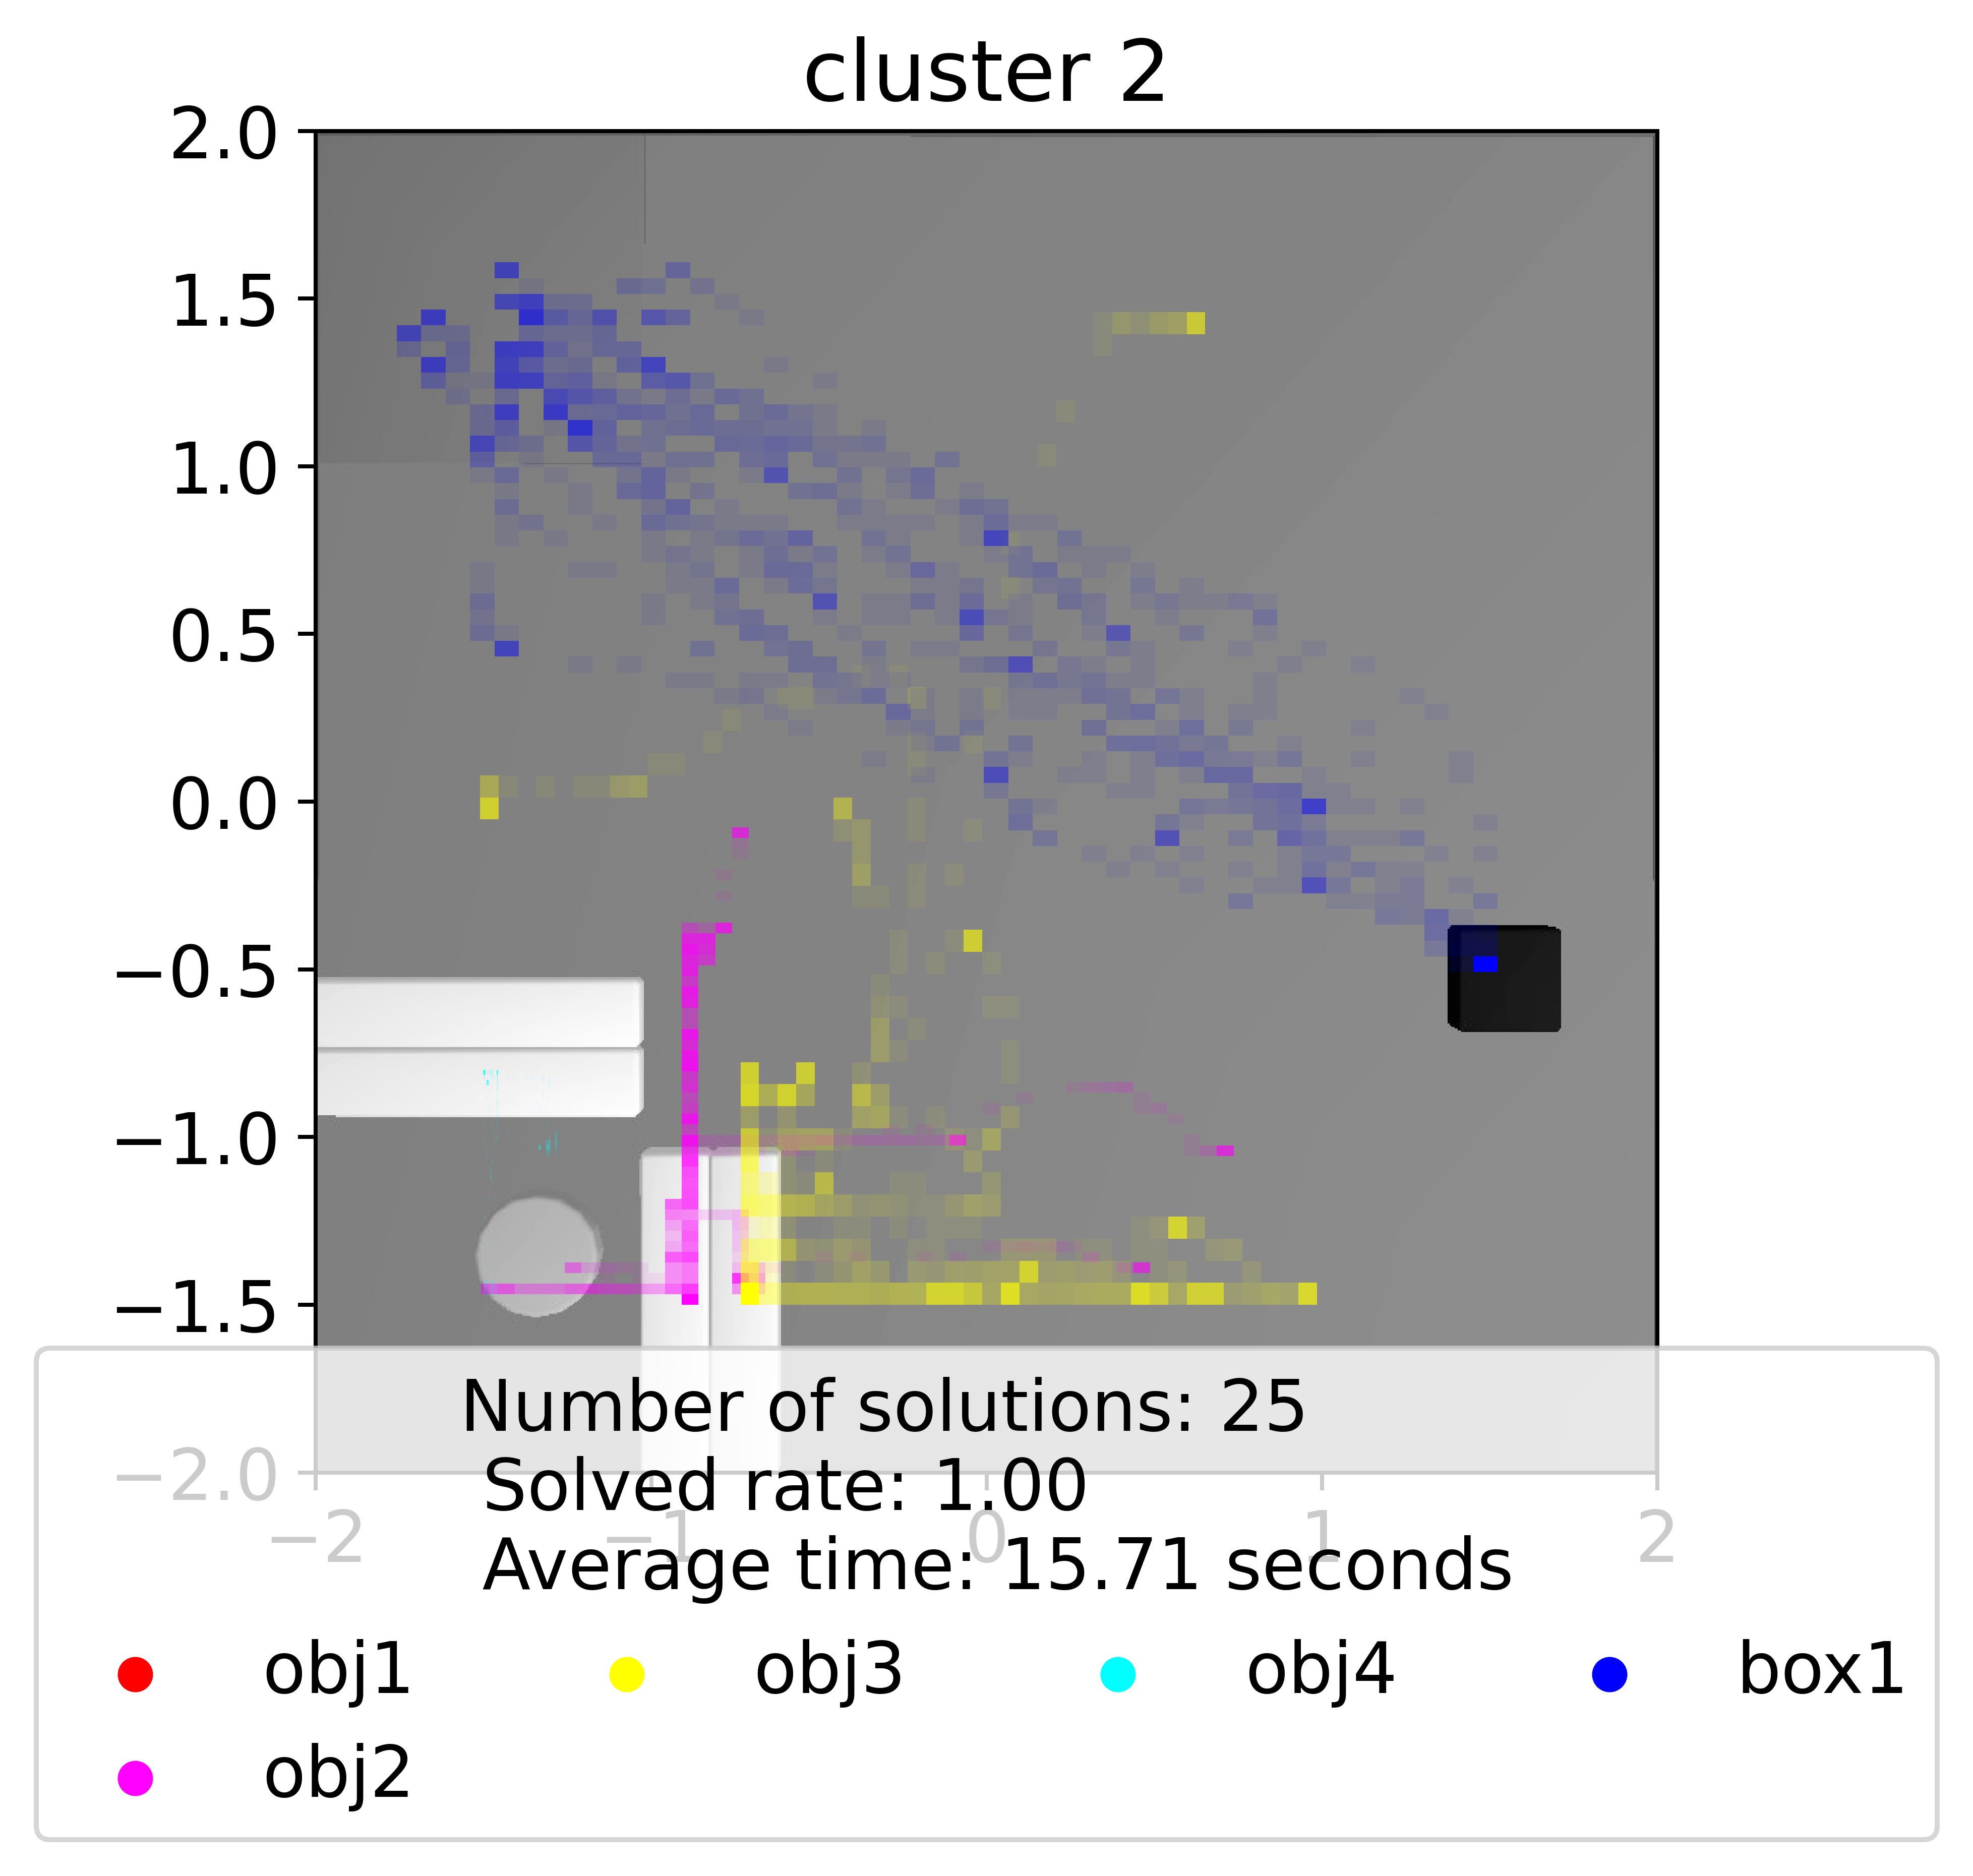 cluster 2
2.0
1.5
1.0
0.5
0.0
−0.5
−1.0
−1.5
−2.0
−2 −1 0 1 2
Number of solutions: 25
Solved rate: 1.00
Average time: 15.71 seconds
obj1 obj3 obj4 box1
obj2